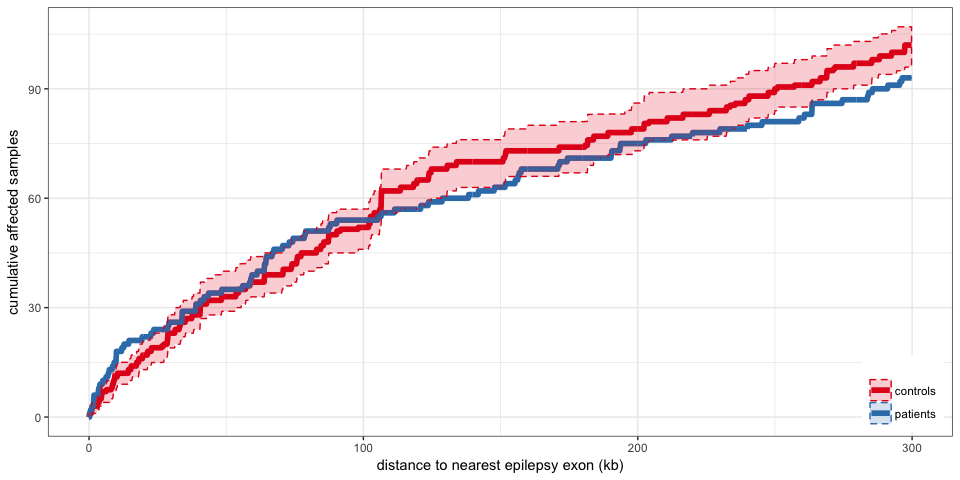 cumulative affected samples
90
60
30
0
0
100
200
300
distance to nearest epilepsy exon (kb)
controls
patients